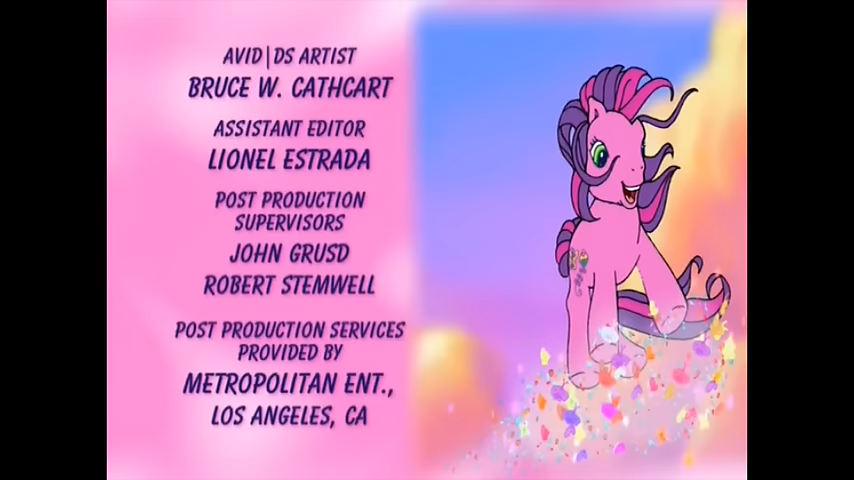 AVID|DS ARTIST
BRUCE W. CATHCART
ASSISTANT EDITOR
LIONEL ESTRADA
POST PRODUCTION
SUPERVISORS
JOHN GRUSD
ROBERT STEMWELL
POST PRODUCTION SERVICES
PROVIDED BY
METROPOLITAN ENT.,
LOS ANGELES, CA